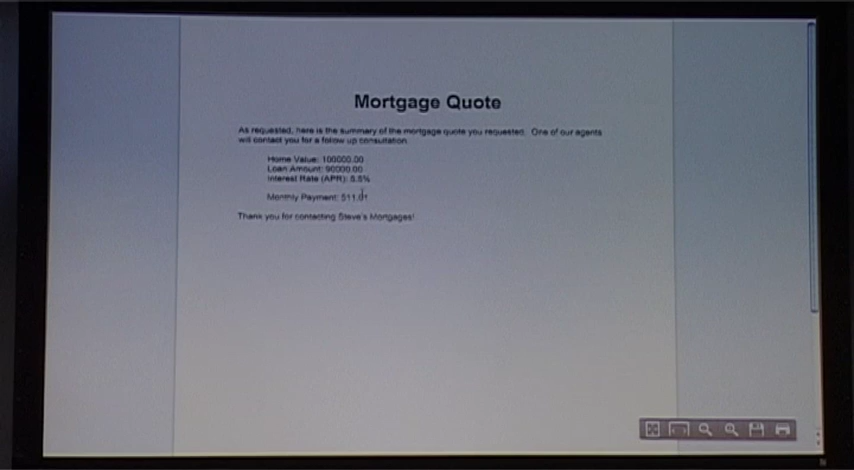 Mortgage Quote
As requested, here is the summary of the mortgage quote you requested. One of our agents
will contact you for a follow up consultation.
Home Value: 100000.00
Loan Amount: 90000.00
Interest Rate (APR): 5.5%
Monthly Payment: 511.01
Thank you for contacting Steve's Mortgages!